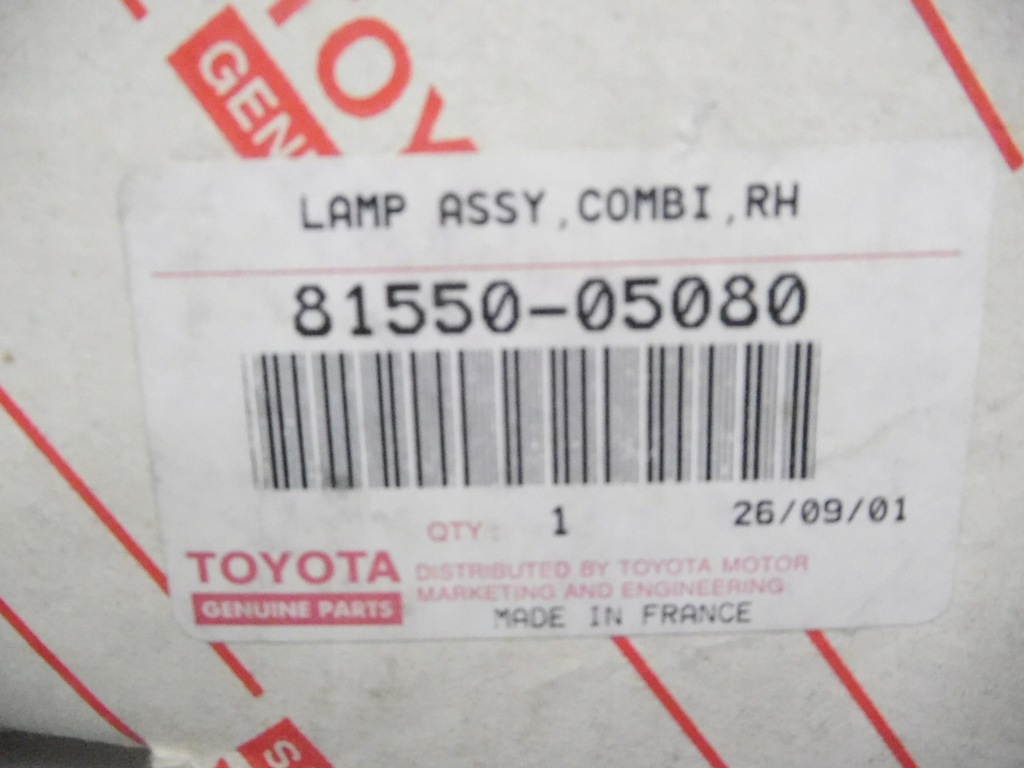 TOY
GEN
LAMP ASSY,COMBI,RH
81550-05080
QTY: 1 26/09/01
TOYOTA
GENUINE PARTS
DISTRIBUTED BY TOYOTA MOTOR
MARKETING AND ENGINEERING
MADE IN FRANCE
S